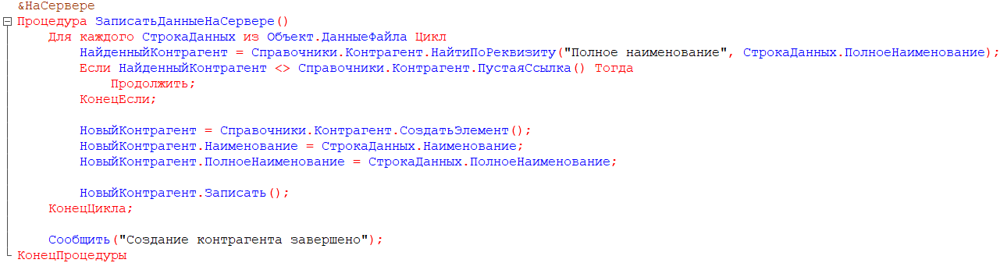 &НаСервере
Процедура ЗаписатьДанныеНаСервере()
Для каждого СтрокаДанных из Объект.ДанныеФайла Цикл
НайденныйКонтрагент = Справочники.Контрагент.НайтиПоРеквизиту("Полное наименование", СтрокаДанных.ПолноеНаименование);
Если НайденныйКонтрагент <> Справочники.Контрагент.ПустаяСсылка() Тогда
Продолжить;
КонецЕсли;
НовыйКонтрагент = Справочники.Контрагент.СоздатьЭлемент();
НовыйКонтрагент.Наименование = СтрокаДанных.Наименование;
НовыйКонтрагент.ПолноеНаименование = СтрокаДанных.ПолноеНаименование;
НовыйКонтрагент.Записать();
КонецЦикла;
Сообщить("Создание контрагента завершено");
КонецПроцедуры